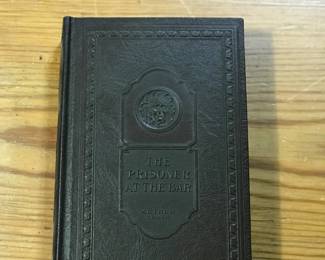 THE
PRISONER
AT THE BAR